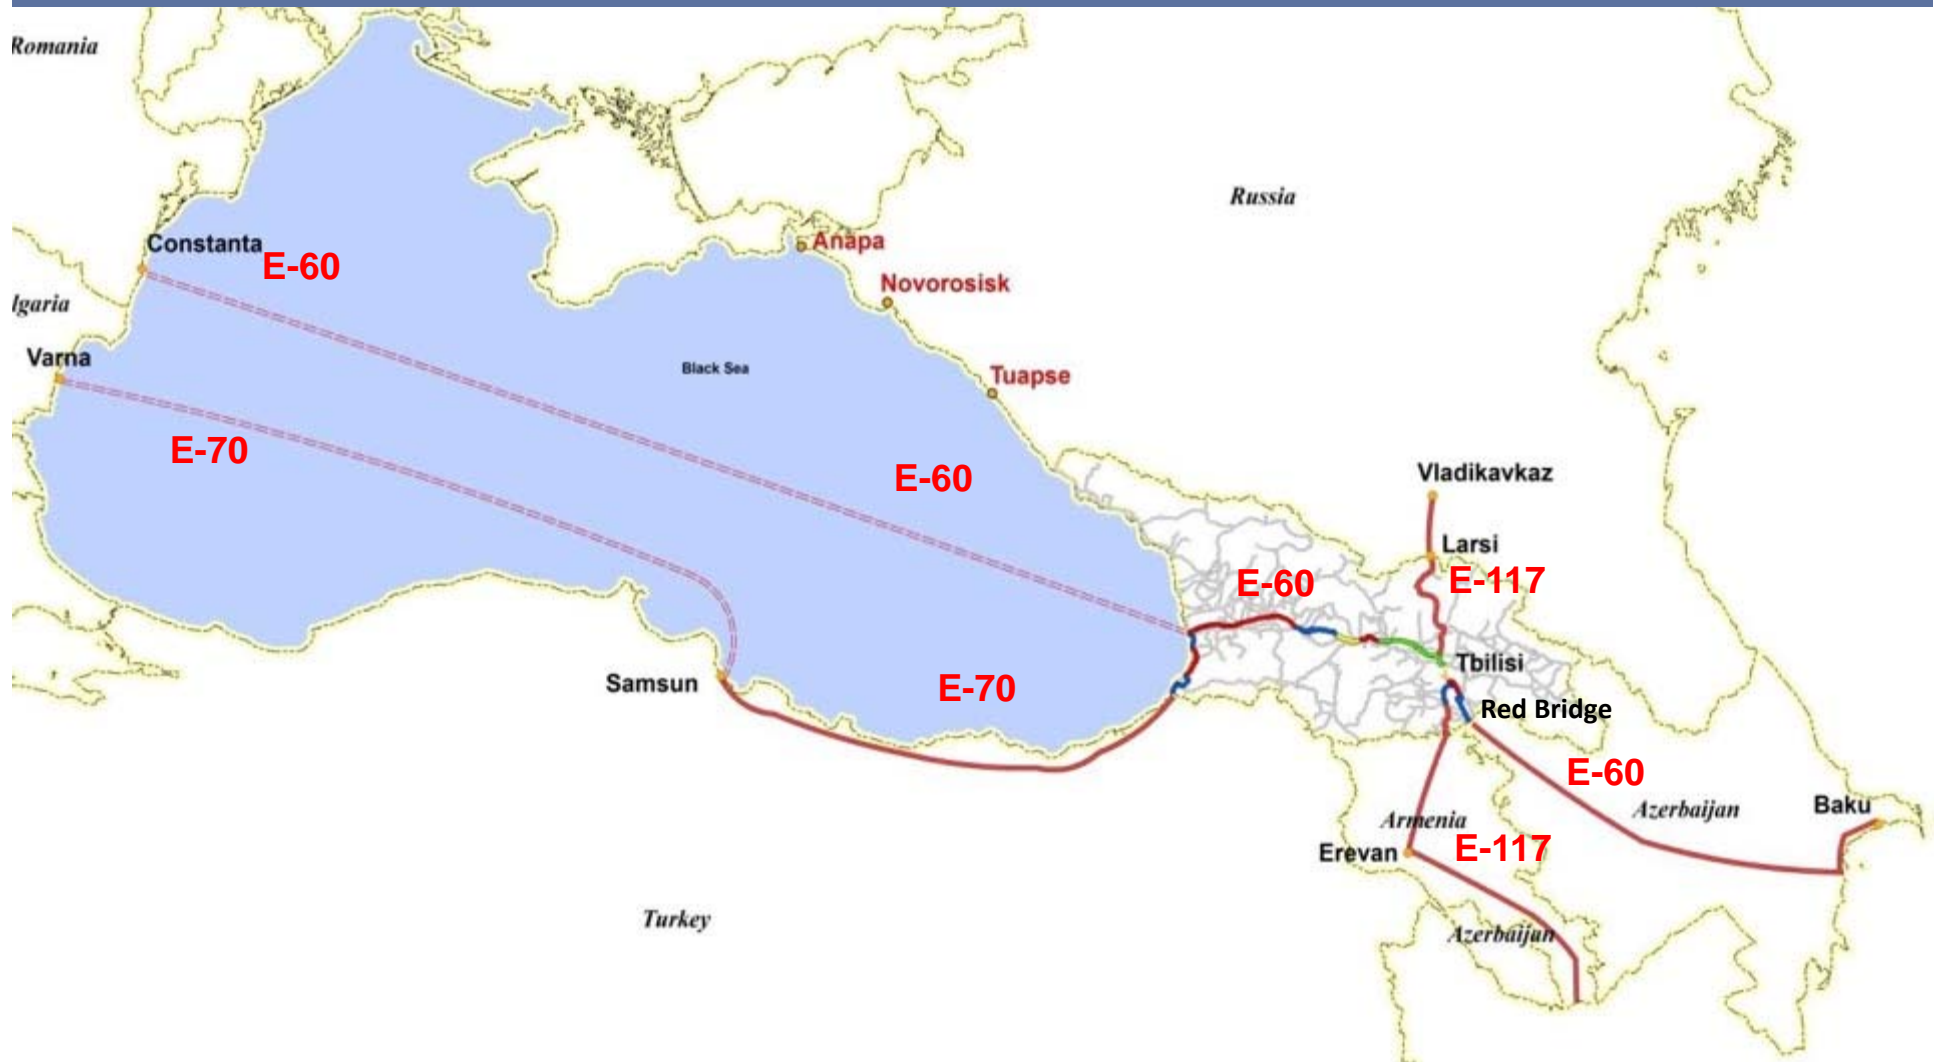 Romania
Russia
Constanta
E-60
Anapa
Novorosisk
lgaria
Varna
Black Sea
Tuapse
E-70
E-60
Vladikavkaz
Larsi
E-60
E-117
Tbilisi
Samsun
E-70
Red Bridge
E-60
Azerbaijan
Baku
Armenia
Erevan
E-117
Turkey
Azerbaijan